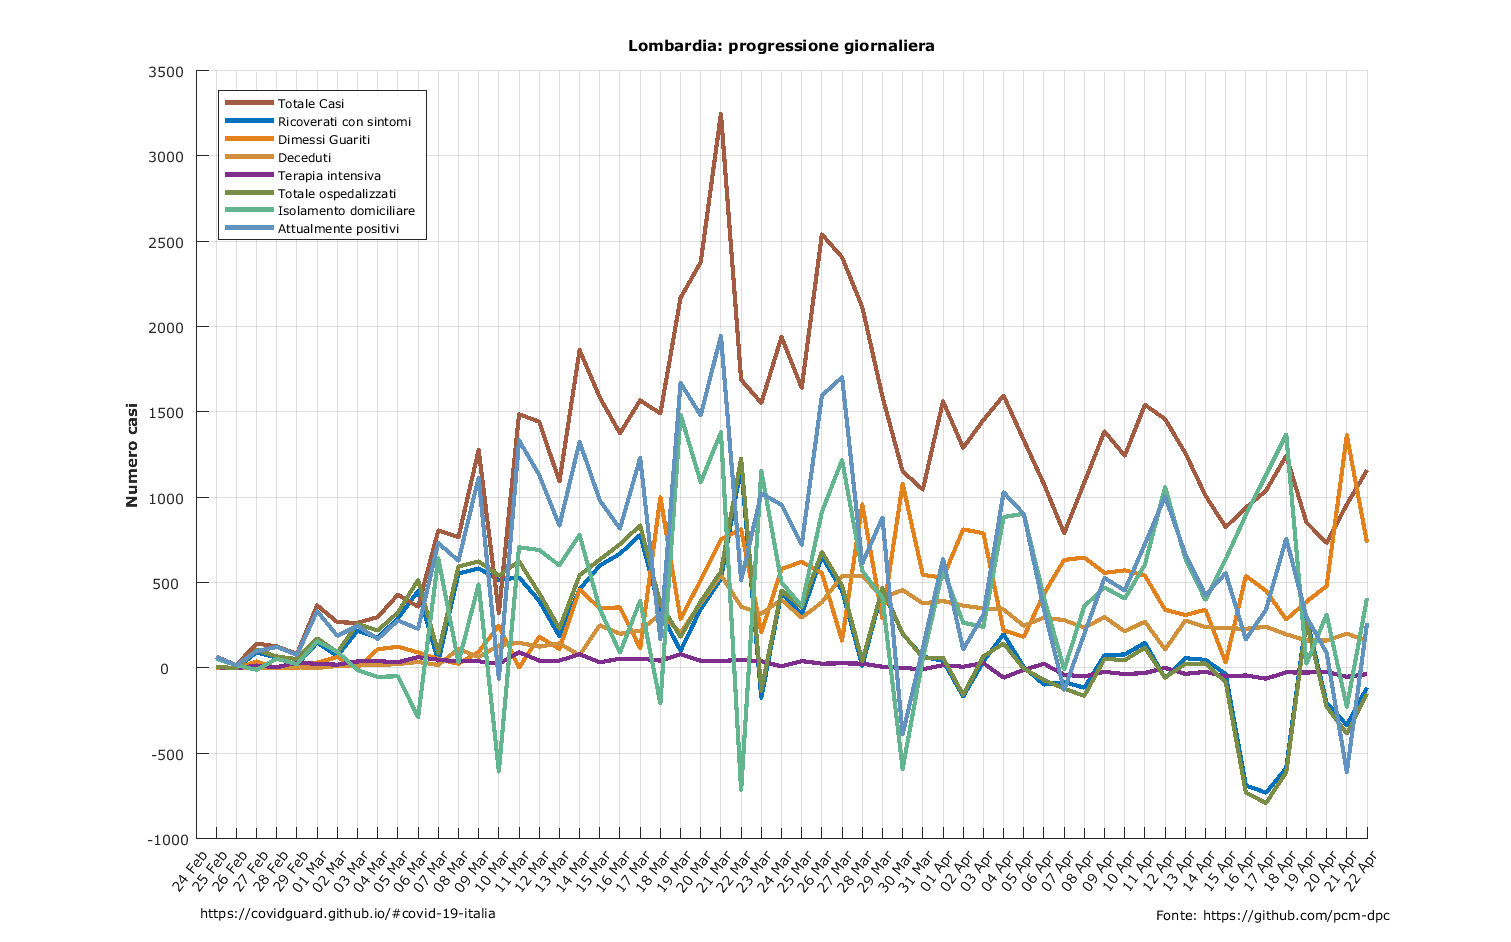 Lombardia: progressione giornaliera
3500
3000
2500
2000
1500
1000
500
0
-500
-1000
Numero casi
Totale Casi
Ricoverati con sintomi
Dimessi Guariti
Deceduti
Terapia intensiva
Totale ospedalizzati
Isolamento domiciliare
Attualmente positivi
24 Feb
25 Feb
26 Feb
27 Feb
28 Feb
29 Feb
01 Mar
02 Mar
03 Mar
04 Mar
05 Mar
06 Mar
07 Mar
08 Mar
09 Mar
10 Mar
11 Mar
12 Mar
13 Mar
14 Mar
15 Mar
16 Mar
17 Mar
18 Mar
19 Mar
20 Mar
21 Mar
22 Mar
23 Mar
24 Mar
25 Mar
26 Mar
27 Mar
28 Mar
29 Mar
30 Mar
31 Mar
01 Apr
02 Apr
03 Apr
04 Apr
05 Apr
06 Apr
07 Apr
08 Apr
09 Apr
10 Apr
11 Apr
12 Apr
13 Apr
14 Apr
15 Apr
16 Apr
17 Apr
18 Apr
19 Apr
20 Apr
21 Apr
22 Apr
https://covidguard.github.io/#covid-19-italia
Fonte: https://github.com/pcm-dpc